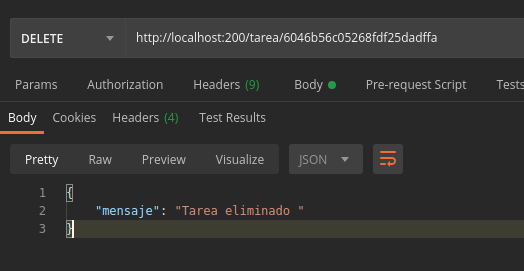 DELETE http://localhost:200/tarea/6046b56c05268fdf25dadffa
Params Authorization Headers (9) Body Pre-request Script Tests
Body Cookies Headers (4) Test Results
Pretty Raw Preview Visualize JSON
1 {
2 "mensaje": "Tarea eliminado "
3 }